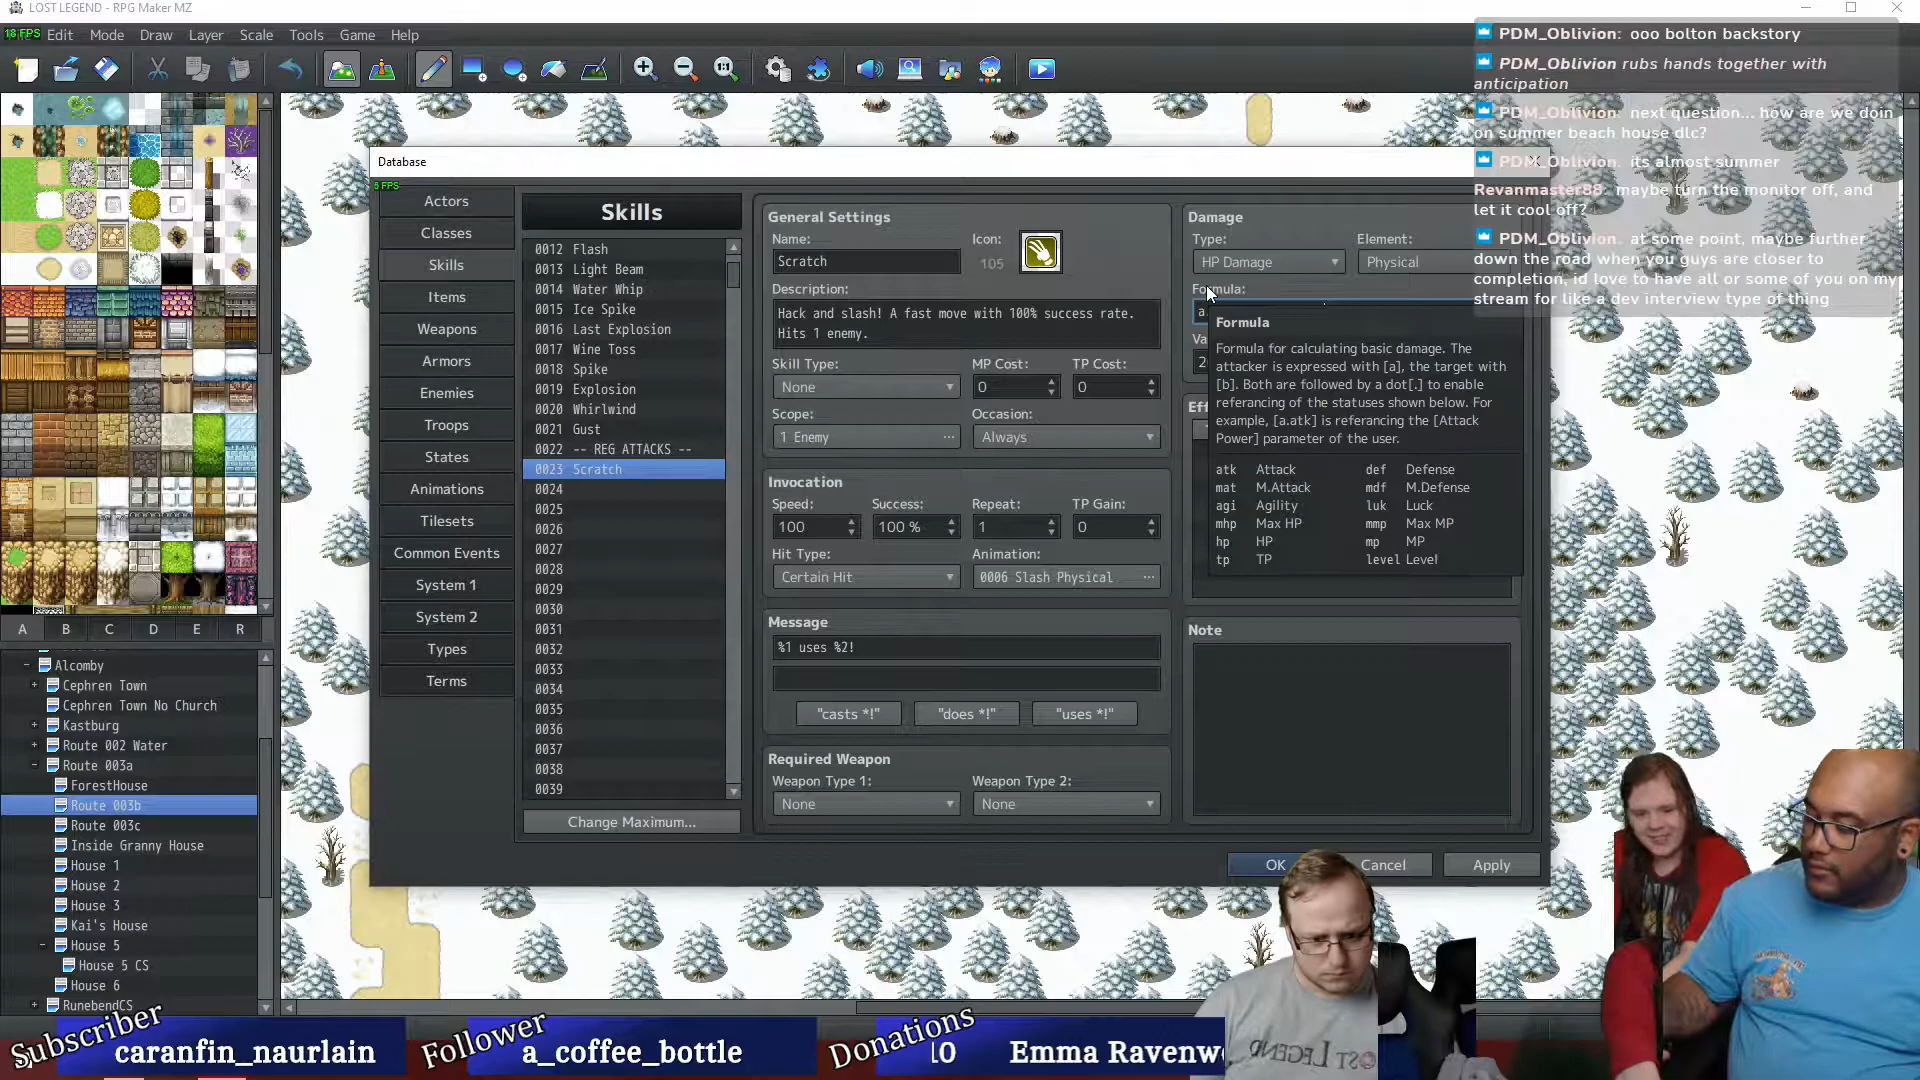 LOST LEGEND - RPG Maker MZ
18 FPS
Edit Mode Draw Layer Scale Tools Game Help
1:1
Database
5 FPS
Actors
Classes
Skills
Items
Weapons
Armors
Enemies
Troops
States
Animations
Tilesets
Common Events
System 1
System 2
Types
Terms
Skills
0012 Flash
0013 Light Beam
0014 Water Whip
0015 Ice Spike
0016 Last Explosion
0017 Wine Toss
0018 Spike
0019 Explosion
0020 Whirlwind
0021 Gust
0022 -- REG ATTACKS --
0023 Scratch
0024
0025
0026
0027
0028
0029
0030
0031
0032
0033
0034
0035
0036
0037
0038
0039
Change Maximum...
General Settings
Name: Icon:
Scratch 105
Description:
Hack and slash! A fast move with 100% success rate.
Hits 1 enemy.
Skill Type: MP Cost: TP Cost:
None 0 0
Scope: Occasion:
1 Enemy ... Always
Invocation
Speed: Success: Repeat: TP Gain:
100 100 % 1 0
Hit Type: Animation:
Certain Hit 0006 Slash Physical ...
Message
%1 uses %2!
"casts *!" "does *!" "uses *!"
Required Weapon
Weapon Type 1: Weapon Type 2:
None None
Damage
Type: Element:
HP Damage Physical
Formula:
Formula
Formula for calculating basic damage. The
attacker is expressed with [a], the target with
[b]. Both are followed by a dot[.] to enable
referancing of the statuses shown below. For
example, [a.atk] is referancing the [Attack
Power] parameter of the user.
atk Attack def Defense
mat M.Attack mdf M.Defense
agi Agility luk Luck
mhp Max HP mmp Max MP
hp HP mp MP
tp TP level Level
Note
OK Cancel Apply
PDM_Oblivion: ooo bolton backstory
PDM_Oblivion rubs hands together with
anticipation
PDM_Oblivion: next question... how are we doin
on summer beach house dlc?
PDM_Oblivion: its almost summer
Revanmaster88: maybe turn the monitor off, and
let it cool off?
PDM_Oblivion: at some point, maybe further
down the road when you guys are closer to
completion, id love to have all or some of you on my
stream for like a dev interview type of thing
A B C D E R
Alcomby
Cephren Town
Cephren Town No Church
Kastburg
Route 002 Water
Route 003a
ForestHouse
Route 003b
Route 003c
Inside Granny House
House 1
House 2
House 3
Kai's House
House 5
House 5 CS
House 6
RunebendCS
Subscriber
caranfin_naurlain
Follower
a_coffee_bottle
Donations
Emma Ravenw
LOST LEGEND